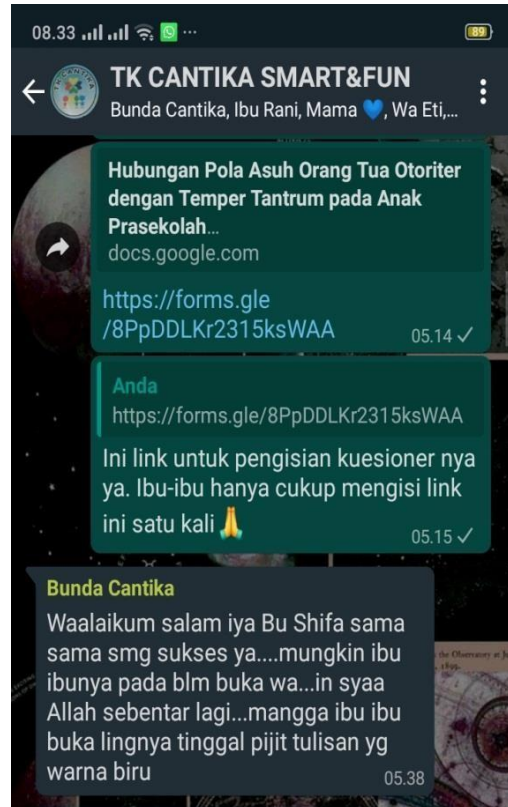 08.33
89
TK CANTIKA SMART&FUN
Bunda Cantika, Ibu Rani, Mama 💙, Wa Eti,...
Hubungan Pola Asuh Orang Tua Otoriter
dengan Temper Tantrum pada Anak
Prasekolah...
docs.google.com
https://forms.gle
/8PpDDLKr2315ksWAA
05.14
Anda
https://forms.gle/8PpDDLKr2315ksWAA
Ini link untuk pengisian kuesioner nya
ya. Ibu-ibu hanya cukup mengisi link
ini satu kali 🙏
05.15
Bunda Cantika
Waalaikum salam iya Bu Shifa sama
sama smg sukses ya....mungkin ibu
ibunya pada blm buka wa...in syaa
Allah sebentar lagi...mangga ibu ibu
buka lingnya tinggal pijit tulisan yg
warna biru
05.38